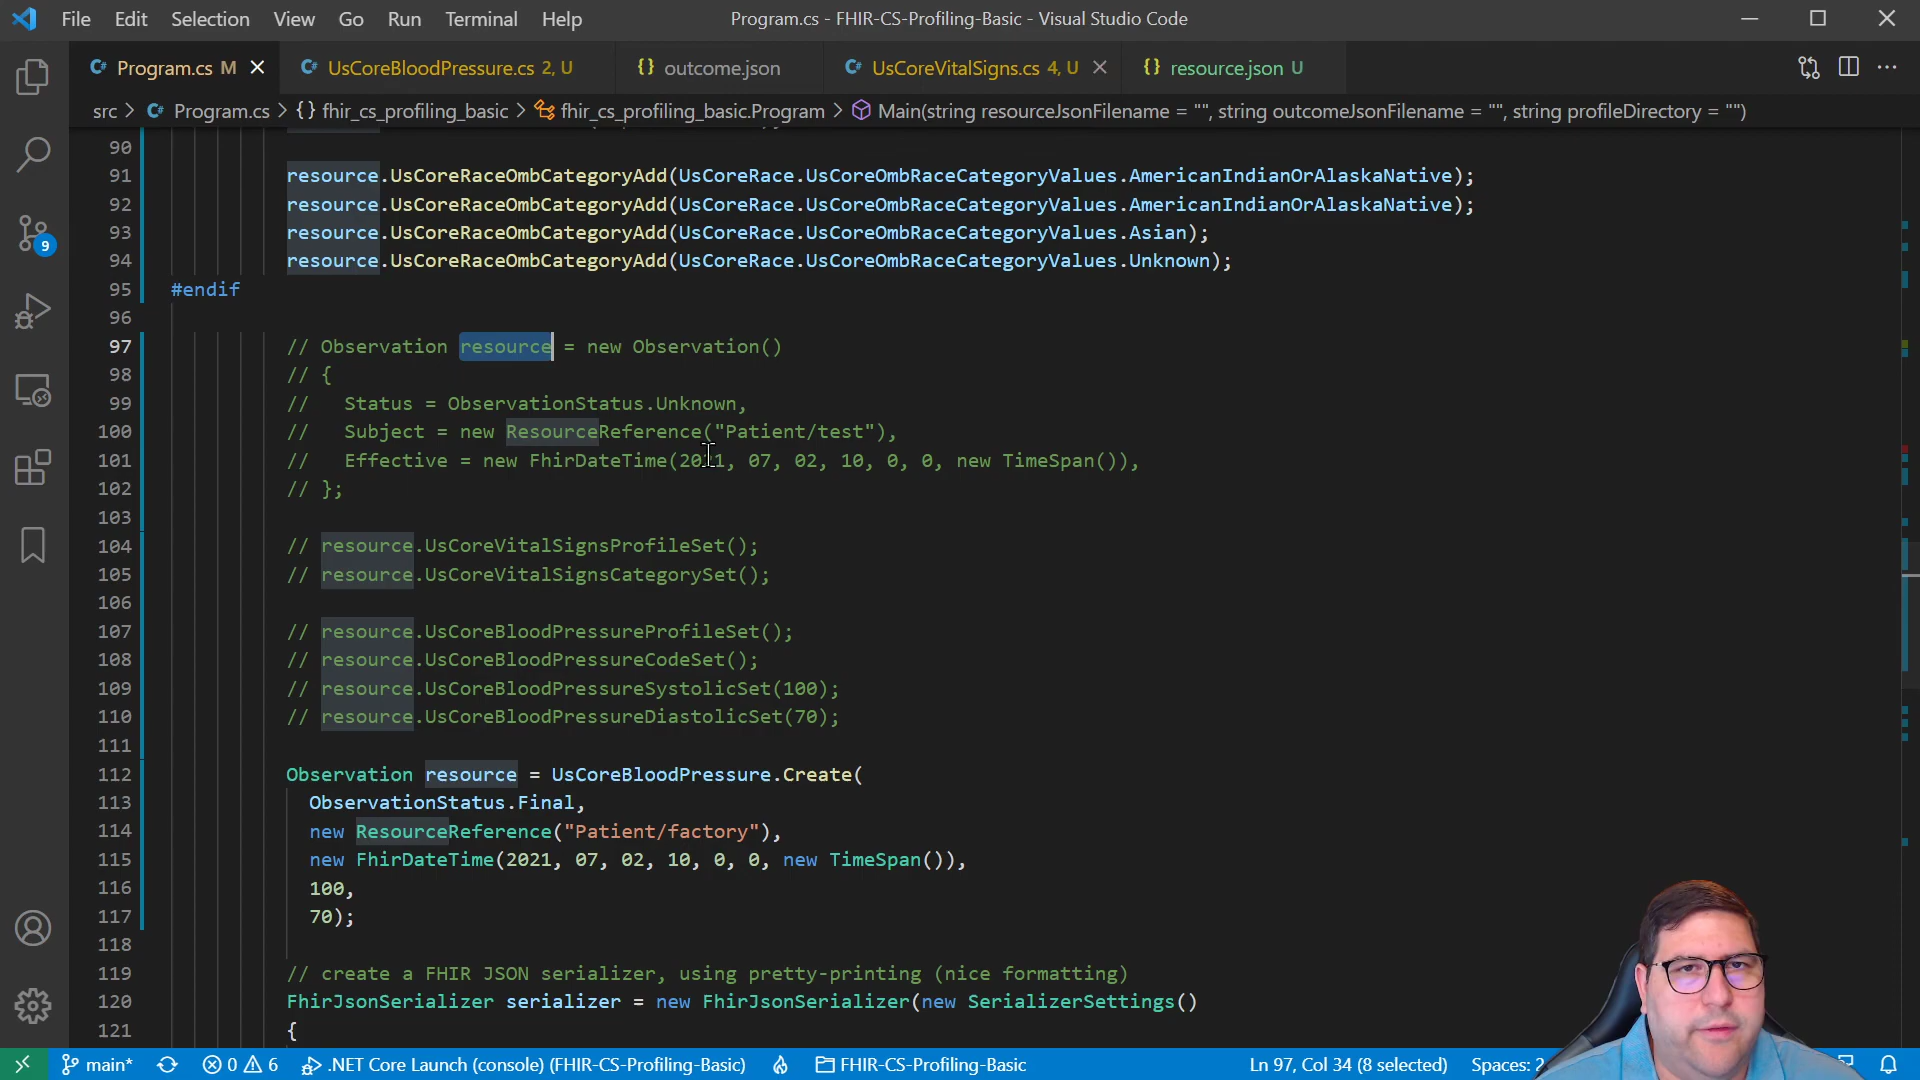 File Edit Selection View Go Run Terminal Help Program.cs - FHIR-CS-Profiling-Basic - Visual Studio Code
Program.cs M UsCoreBloodPressure.cs 2, U {} outcome.json UsCoreVitalSigns.cs 4, U {} resource.json U
src > Program.cs > {} fhir_cs_profiling_basic > fhir_cs_profiling_basic.Program > Main(string resourceJsonFilename = "", string outcomeJsonFilename = "", string profileDirectory = "")
90
91 resource.UsCoreRaceOmbCategoryAdd(UsCoreRace.UsCoreOmbRaceCategoryValues.AmericanIndianOrAlaskaNative);
92 resource.UsCoreRaceOmbCategoryAdd(UsCoreRace.UsCoreOmbRaceCategoryValues.AmericanIndianOrAlaskaNative);
93 resource.UsCoreRaceOmbCategoryAdd(UsCoreRace.UsCoreOmbRaceCategoryValues.Asian);
94 resource.UsCoreRaceOmbCategoryAdd(UsCoreRace.UsCoreOmbRaceCategoryValues.Unknown);
95 #endif
96
97 // Observation resource = new Observation()
98 // {
99 //   Status = ObservationStatus.Unknown,
100 //   Subject = new ResourceReference("Patient/test"),
101 //   Effective = new FhirDateTime(2021, 07, 02, 10, 0, 0, new TimeSpan()),
102 // };
103
104 // resource.UsCoreVitalSignsProfileSet();
105 // resource.UsCoreVitalSignsCategorySet();
106
107 // resource.UsCoreBloodPressureProfileSet();
108 // resource.UsCoreBloodPressureCodeSet();
109 // resource.UsCoreBloodPressureSystolicSet(100);
110 // resource.UsCoreBloodPressureDiastolicSet(70);
111
112 Observation resource = UsCoreBloodPressure.Create(
113   ObservationStatus.Final,
114   new ResourceReference("Patient/factory"),
115   new FhirDateTime(2021, 07, 02, 10, 0, 0, new TimeSpan()),
116   100,
117   70);
118
119 // create a FHIR JSON serializer, using pretty-printing (nice formatting)
120 FhirJsonSerializer serializer = new FhirJsonSerializer(new SerializerSettings()
121 {
9
main* 0 6 .NET Core Launch (console) (FHIR-CS-Profiling-Basic) FHIR-CS-Profiling-Basic Ln 97, Col 34 (8 selected) Spaces: